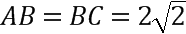 AB = BC = 2√2